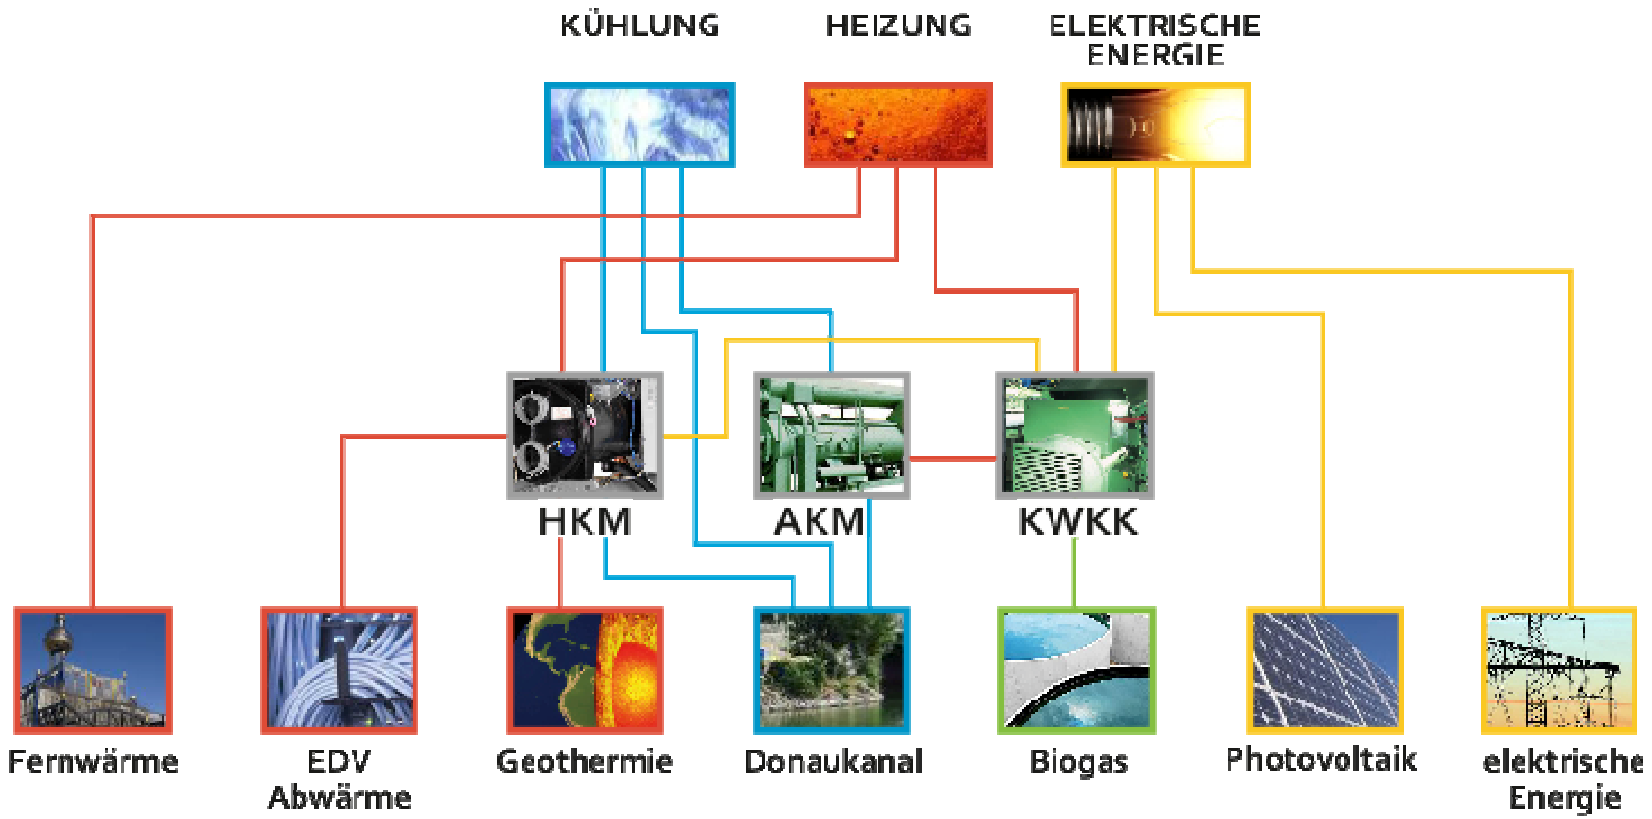 KÜHLUNG
HEIZUNG
ELEKTRISCHE
ENERGIE
HKM
AKM
KWKK
Fernwärme
EDV
Abwärme
Geothermie
Donaukanal
Biogas
Photovoltaik
elektrische
Energie